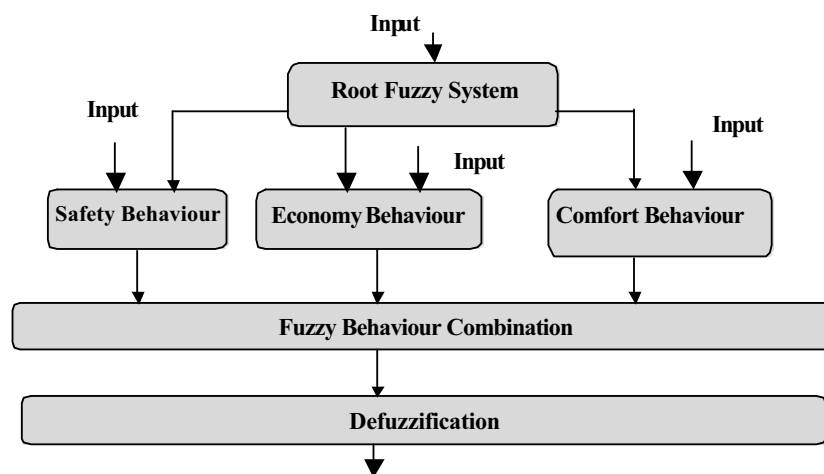 Input
Root Fuzzy System
Input
Input
Input
Safety Behaviour
Economy Behaviour
Comfort Behaviour
Fuzzy Behaviour Combination
Defuzzification